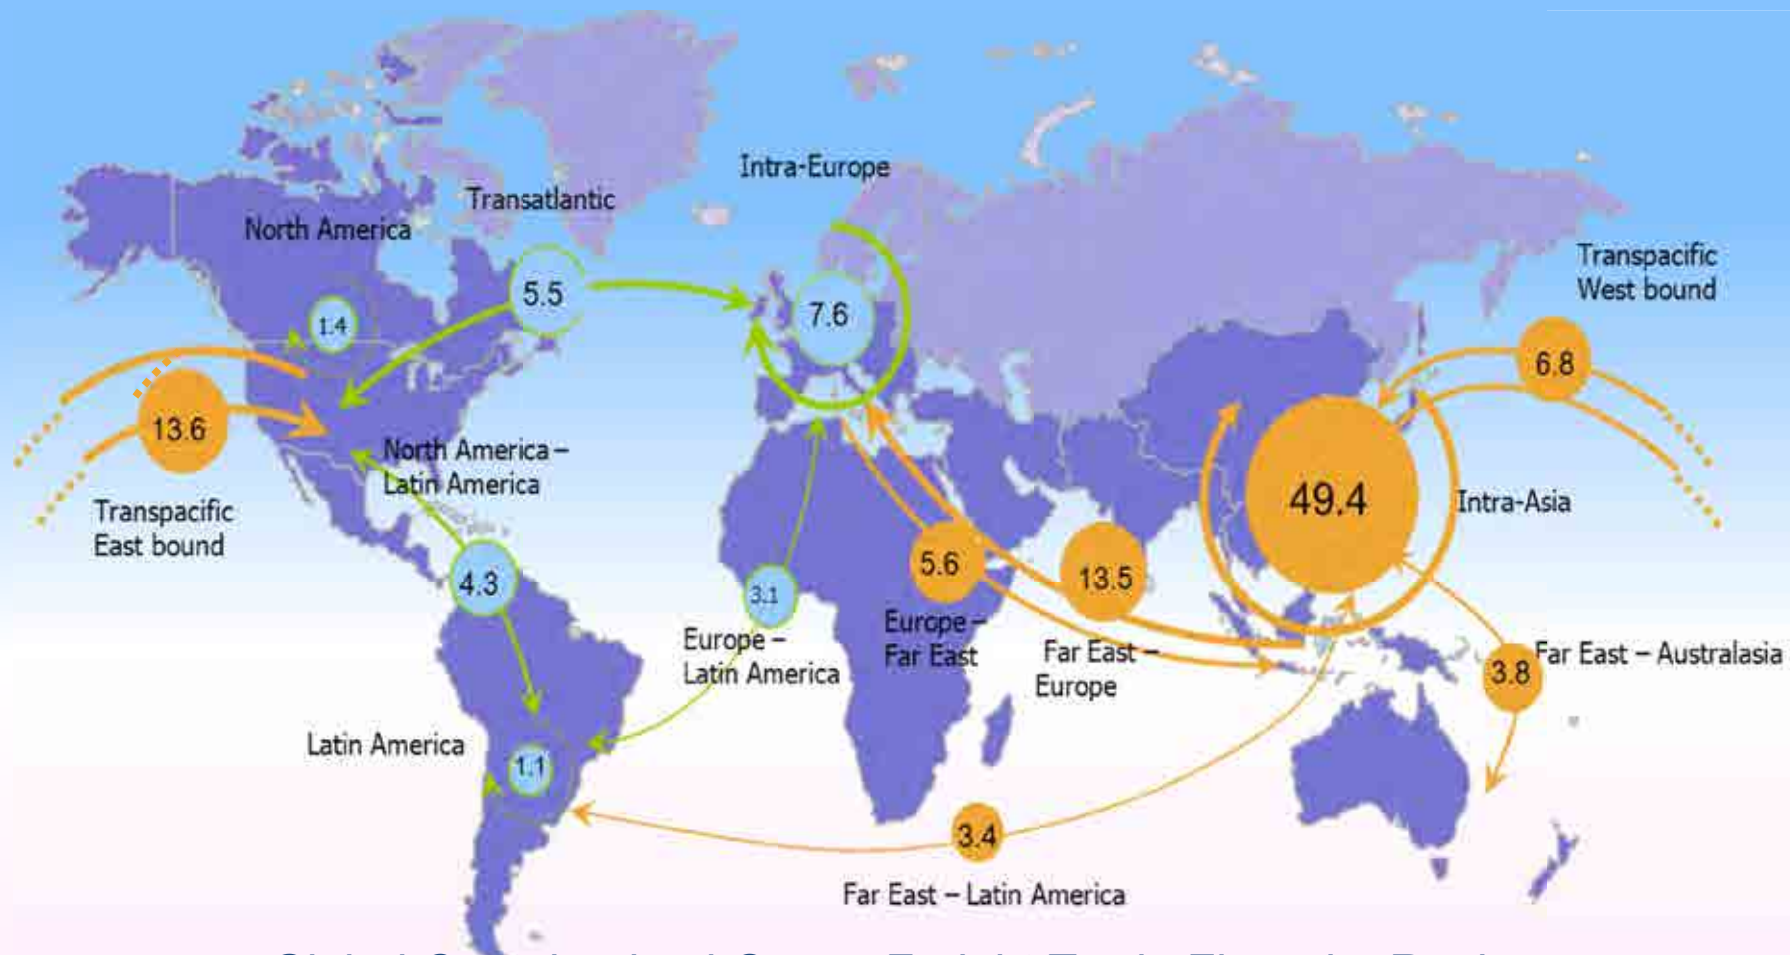 Intra-Europe
Transatlantic
North America
Transpacific
West bound
5.5
7.6
1.4
6.8
13.6
North America –
Latin America
49.4
Intra-Asia
Transpacific
East bound
4.3
3.1
5.6
13.5
Europe –
Latin America
Europe –
Far East
Far East –
Europe
Far East – Australasia
3.8
Latin America
1.1
3.4
Far East – Latin America